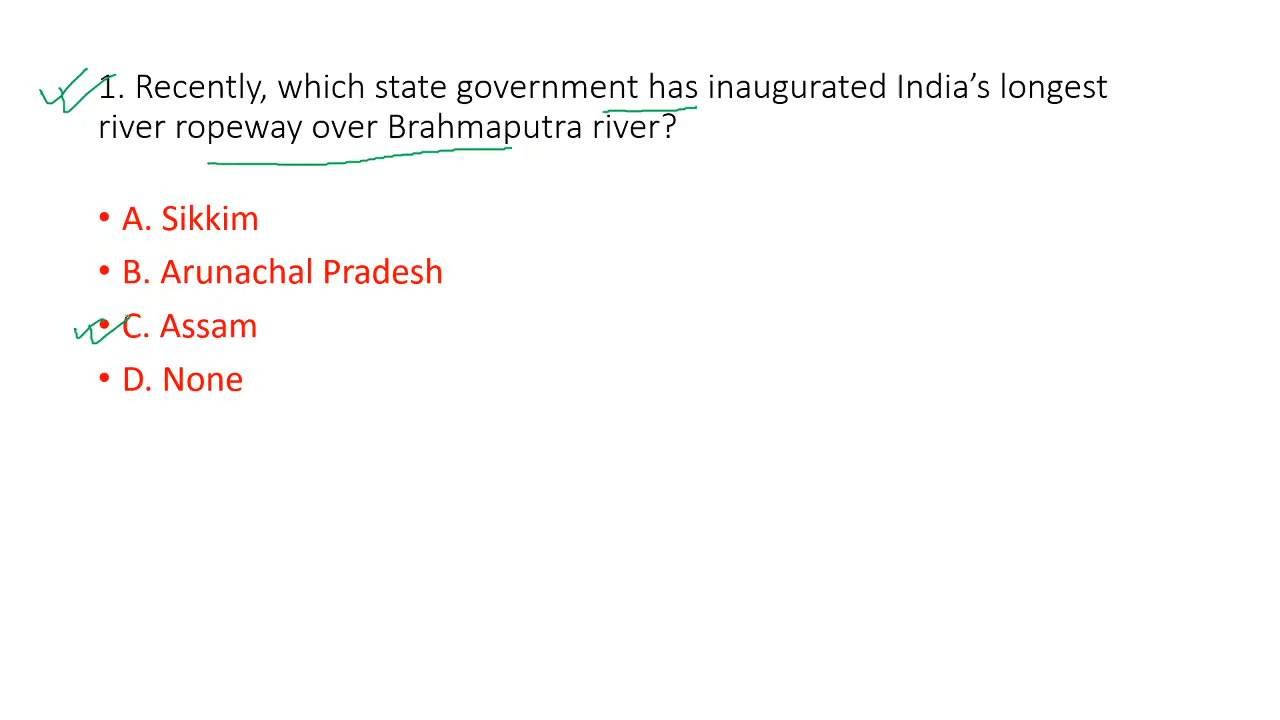 1. Recently, which state government has inaugurated India’s longest
river ropeway over Brahmaputra river?
• A. Sikkim
• B. Arunachal Pradesh
• C. Assam
• D. None